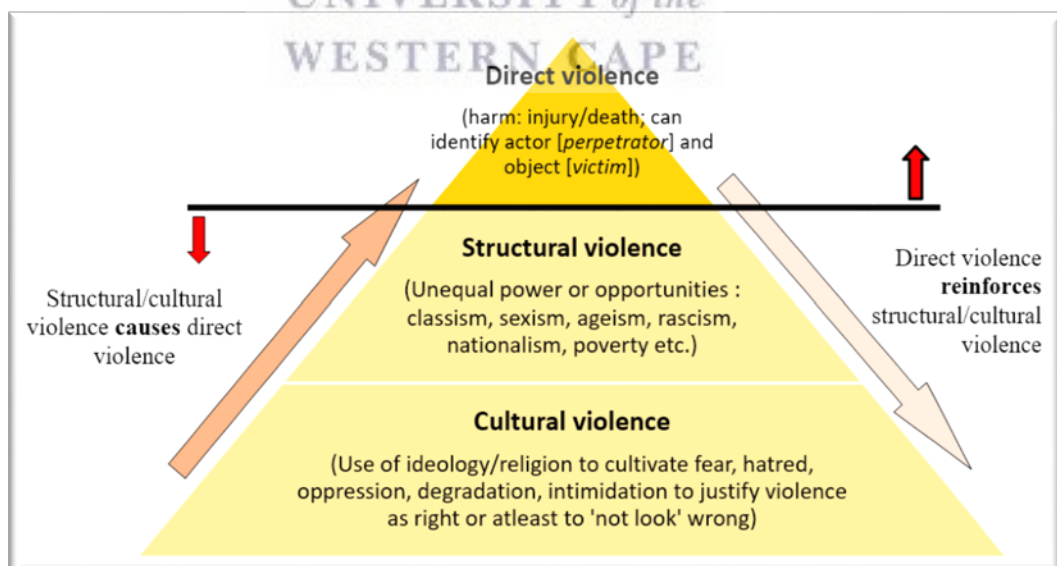 UNIVERSITY of the
WESTERN CAPE
Direct violence
(harm: injury/death; can
identify actor [perpetrator] and
object [victim])
Structural/cultural
violence causes direct
violence
Structural violence
(Unequal power or opportunities :
classism, sexism, ageism, rascism,
nationalism, poverty etc.)
Direct violence
reinforces
structural/cultural
violence
Cultural violence
(Use of ideology/religion to cultivate fear, hatred,
oppression, degradation, intimidation to justify violence
as right or atleast to 'not look' wrong)